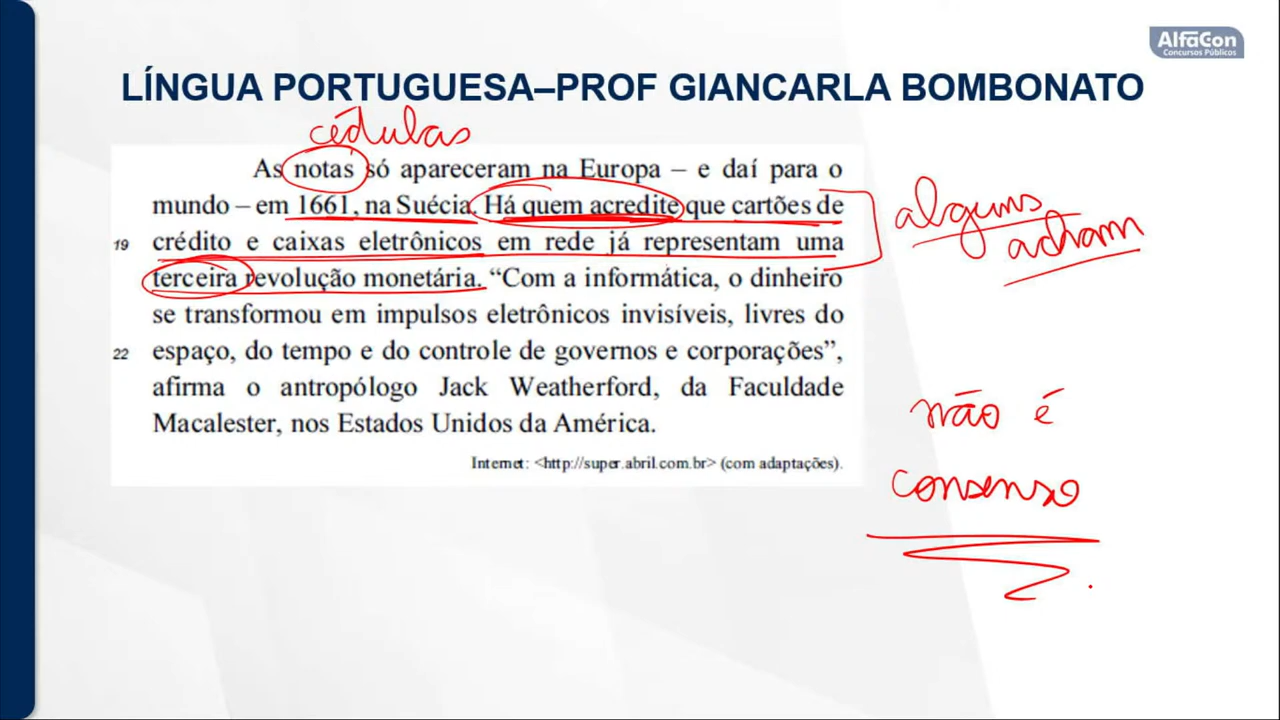 AlfaCon
Concursos Públicos
LÍNGUA PORTUGUESA–PROF GIANCARLA BOMBONATO
cédulas
As notas só apareceram na Europa – e daí para o
mundo – em 1661, na Suécia. Há quem acredite que cartões de
19 crédito e caixas eletrônicos em rede já representam uma
terceira revolução monetária. “Com a informática, o dinheiro
se transformou em impulsos eletrônicos invisíveis, livres do
22 espaço, do tempo e do controle de governos e corporações”,
afirma o antropólogo Jack Weatherford, da Faculdade
Macalester, nos Estados Unidos da América.
Internet: <http://super.abril.com.br> (com adaptações).
alguns
acham
não é
consenso